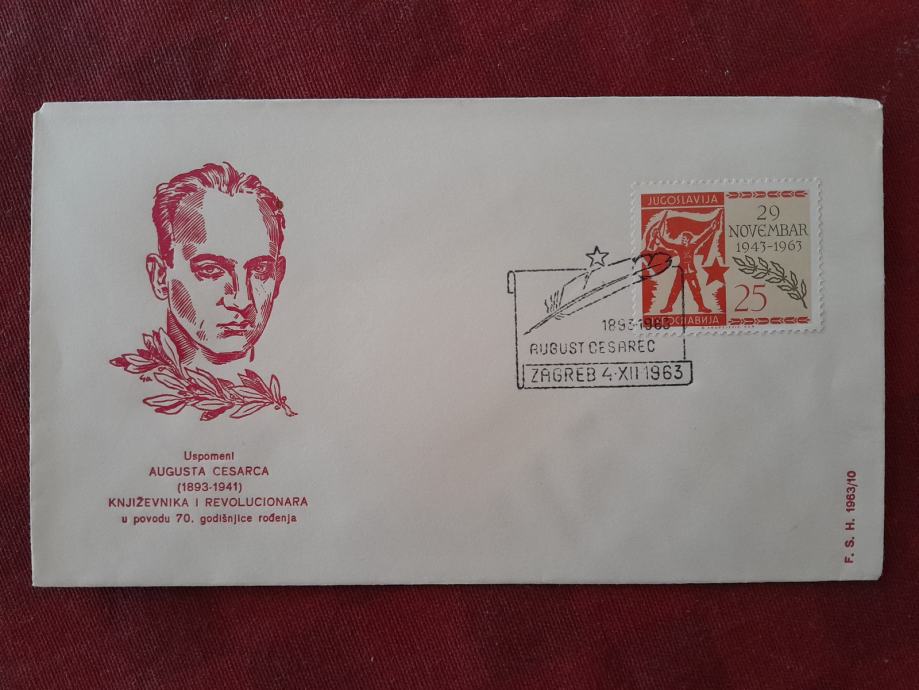 Uspomeni
AUGUSTA CESARCA
(1893-1941)
KNJIŽEVNIKA I REVOLUCIONARA
u povodu 70. godišnjice rođenja
JUGOSLAVIJA
29
NOVEMBAR
1943-1963
25
ЈУГОСЛАВИЈА
1893-1963
AUGUST CESAREC
ZAGREB 4·XII 1963
F. S. H. 1963/10